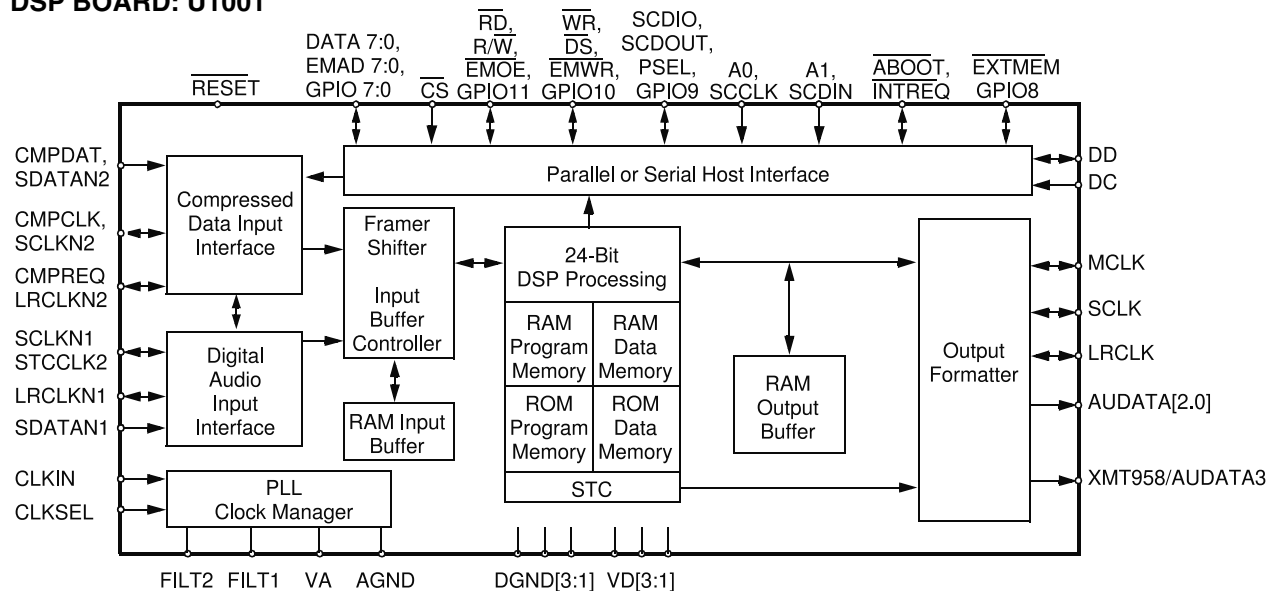 DSP BOARD: U1001
RD, WR, SCDIO,
DATA 7:0, R/W, DS, SCDOUT,
EMAD 7:0, EMOE, EMWR, PSEL, A0, A1, ABOOT, EXTMEM
RESET GPIO 7:0 CS GPIO11 GPIO10 GPIO9 SCCLK SCDIN INTREQ GPIO8
CMPDAT,
SDATAN2
CMPCLK,
SCLKN2
CMPREQ
LRCLKN2
SCLKN1
STCCLK2
LRCLKN1
SDATAN1
CLKIN
CLKSEL
Parallel or Serial Host Interface
Compressed
Data Input
Interface
Framer
Shifter
Input
Buffer
Controller
24-Bit
DSP Processing
Digital
Audio
Input
Interface
RAM Input
Buffer
RAM
Program
Memory
RAM
Data
Memory
ROM
Program
Memory
ROM
Data
Memory
STC
RAM
Output
Buffer
Output
Formatter
PLL
Clock Manager
DD
DC
MCLK
SCLK
LRCLK
AUDATA[2.0]
XMT958/AUDATA3
FILT2 FILT1 VA AGND DGND[3:1] VD[3:1]